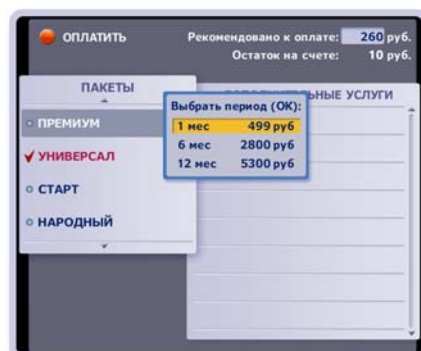 ОПЛАТИТЬ
Рекомендовано к оплате: 260 руб.
Остаток на счете: 10 руб.
ПАКЕТЫ
УСЛУГИ
Выбрать период (ОК):
1 мес 499 руб
6 мес 2800 руб
12 мес 5300 руб
ПРЕМИУМ
УНИВЕРСАЛ
СТАРТ
НАРОДНЫЙ